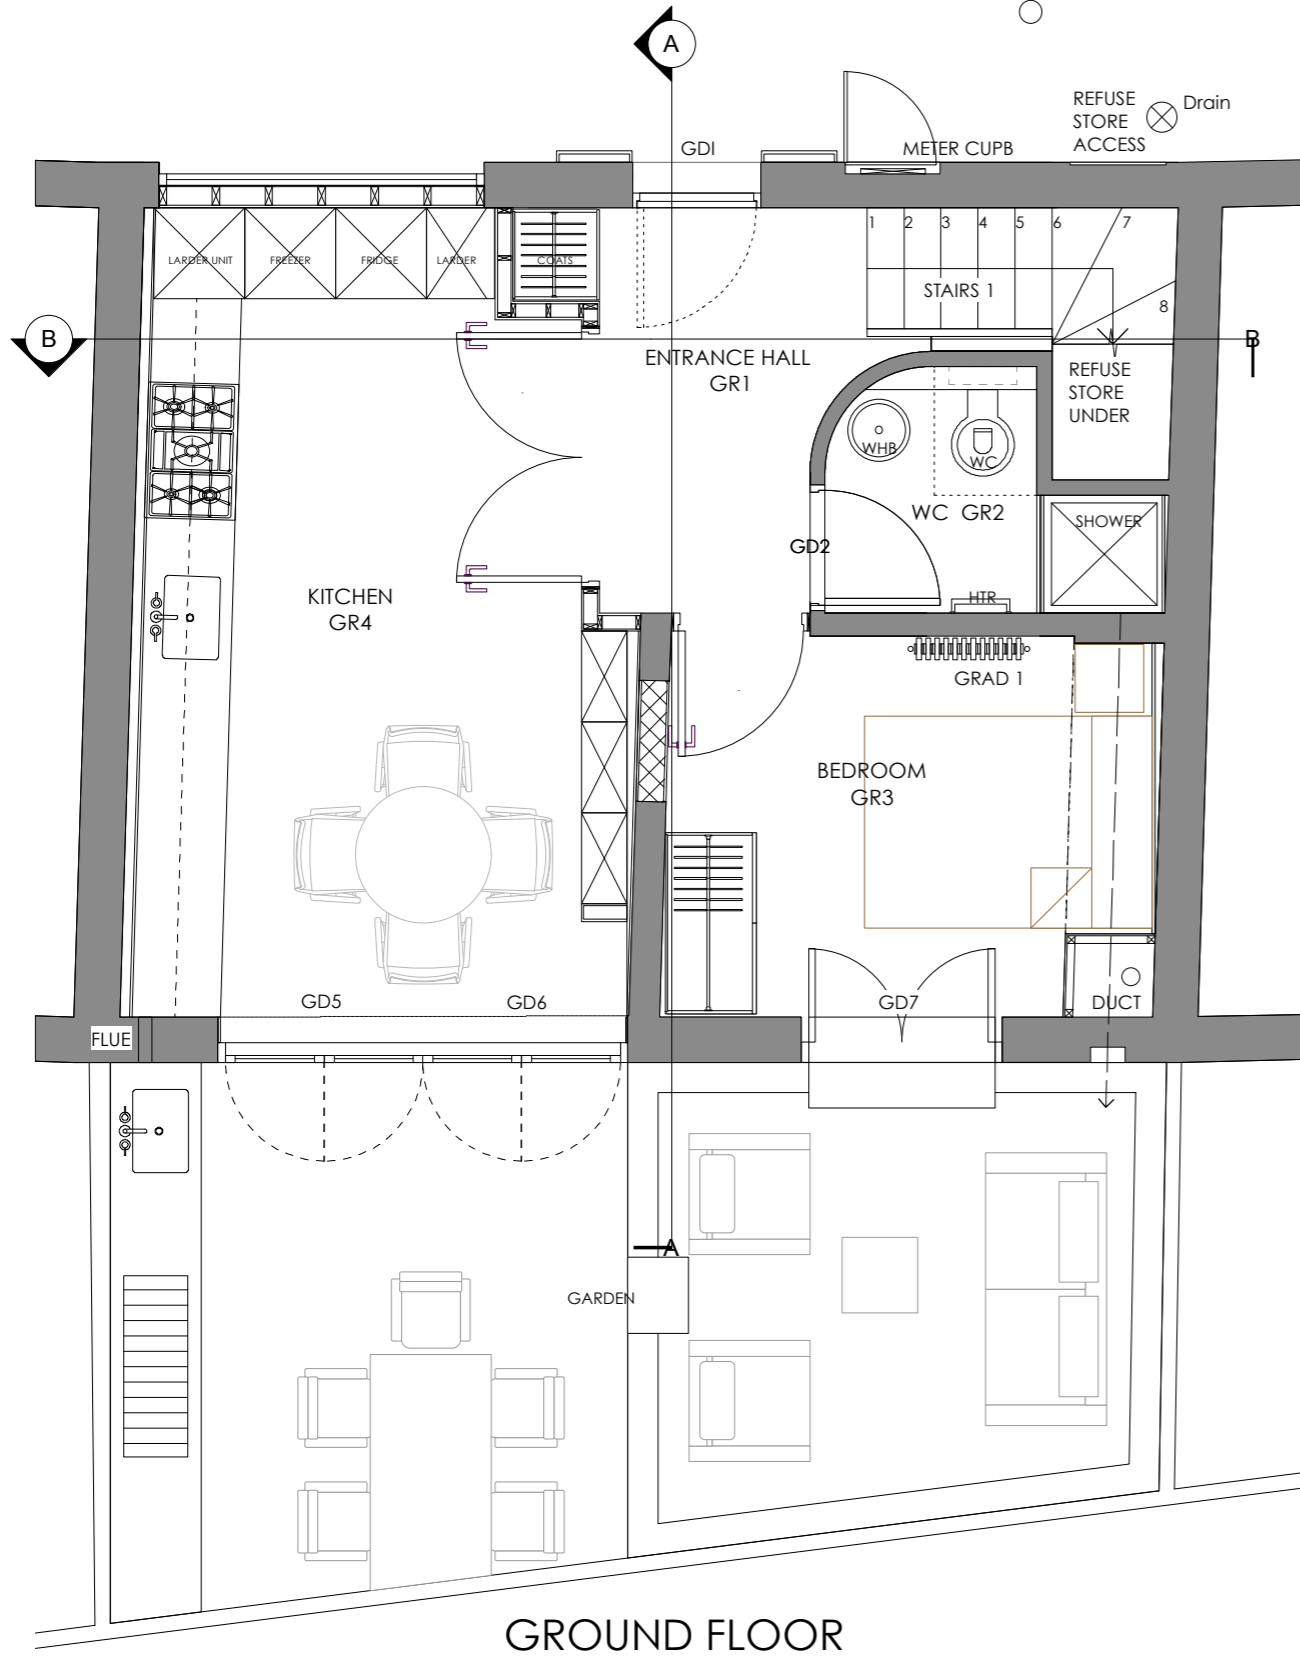 A
REFUSE
STORE
ACCESS
Drain
GD1
METER CUPB
1 2 3 4 5 6 7
8
LARDER UNIT
FREEZER
FRIDGE
LARDER
COATS
STAIRS 1
B
B
ENTRANCE HALL
GR1
REFUSE
STORE
UNDER
WHB
WC
WC GR2
SHOWER
GD2
KITCHEN
GR4
HTR
GRAD 1
BEDROOM
GR3
GD5
GD6
GD7
DUCT
FLUE
A
GARDEN
GROUND FLOOR